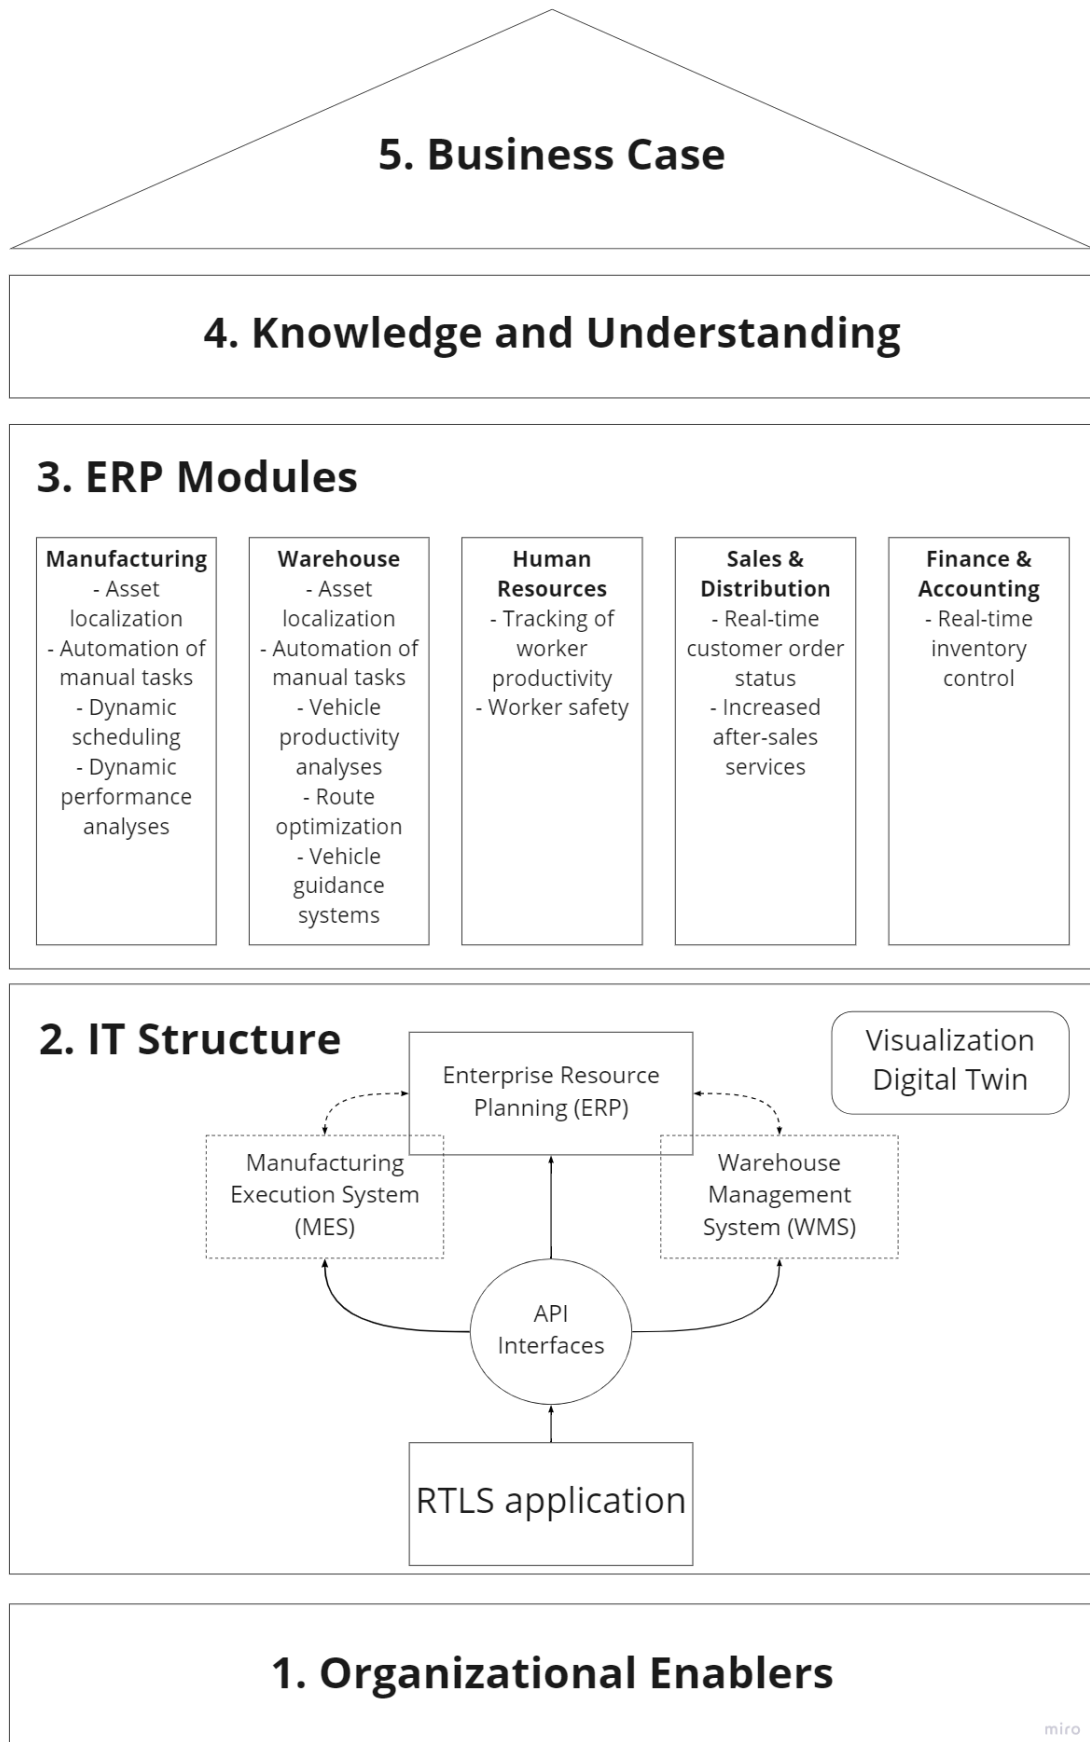 5. Business Case
4. Knowledge and Understanding
3. ERP Modules
Manufacturing
- Asset
localization
- Automation of
manual tasks
- Dynamic
scheduling
- Dynamic
performance
analyses
Warehouse
- Asset
localization
- Automation of
manual tasks
- Vehicle
productivity
analyses
- Route
optimization
- Vehicle
guidance
systems
Human
Resources
- Tracking of
worker
productivity
- Worker safety
Sales &
Distribution
- Real-time
customer order
status
- Increased
after-sales
services
Finance &
Accounting
- Real-time
inventory
control
2. IT Structure
Enterprise Resource
Planning (ERP)
Visualization
Digital Twin
Manufacturing
Execution System
(MES)
Warehouse
Management
System (WMS)
API
Interfaces
RTLS application
1. Organizational Enablers
miro